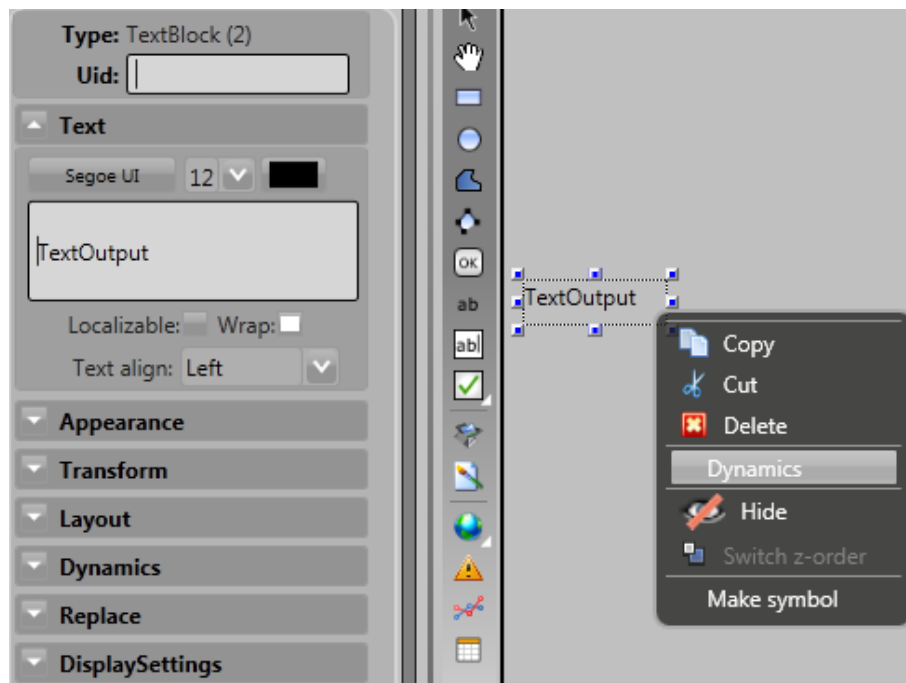 Type: TextBlock (2)
Uid:
Text
Segoe UI 12
TextOutput
Localizable: Wrap:
Text align: Left
Appearance
Transform
Layout
Dynamics
Replace
DisplaySettings
OK
ab
ab
TextOutput
Copy
Cut
Delete
Dynamics
Hide
Switch z-order
Make symbol